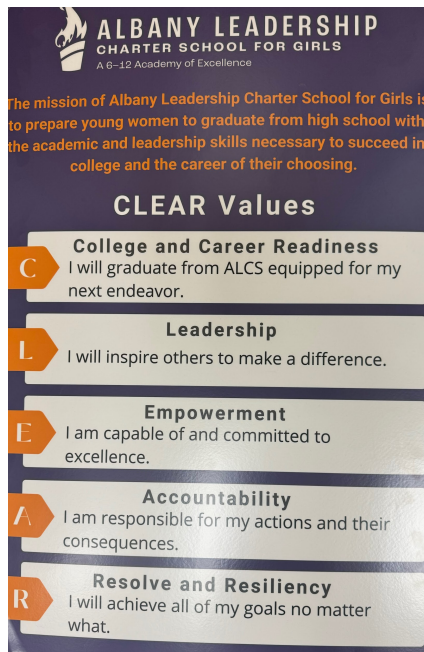 ALBANY LEADERSHIP
CHARTER SCHOOL FOR GIRLS
A 6–12 Academy of Excellence
The mission of Albany Leadership Charter School for Girls is
to prepare young women to graduate from high school with
the academic and leadership skills necessary to succeed in
college and the career of their choosing.
CLEAR Values
C
College and Career Readiness
I will graduate from ALCS equipped for my
next endeavor.
L
Leadership
I will inspire others to make a difference.
E
Empowerment
I am capable of and committed to
excellence.
A
Accountability
I am responsible for my actions and their
consequences.
R
Resolve and Resiliency
I will achieve all of my goals no matter
what.